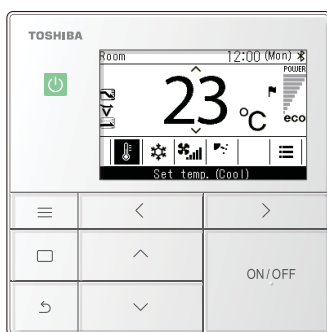 TOSHIBA
Room 12:00 (Mon)
POWER
23 °C
eco
Set temp. (Cool)
ON/OFF